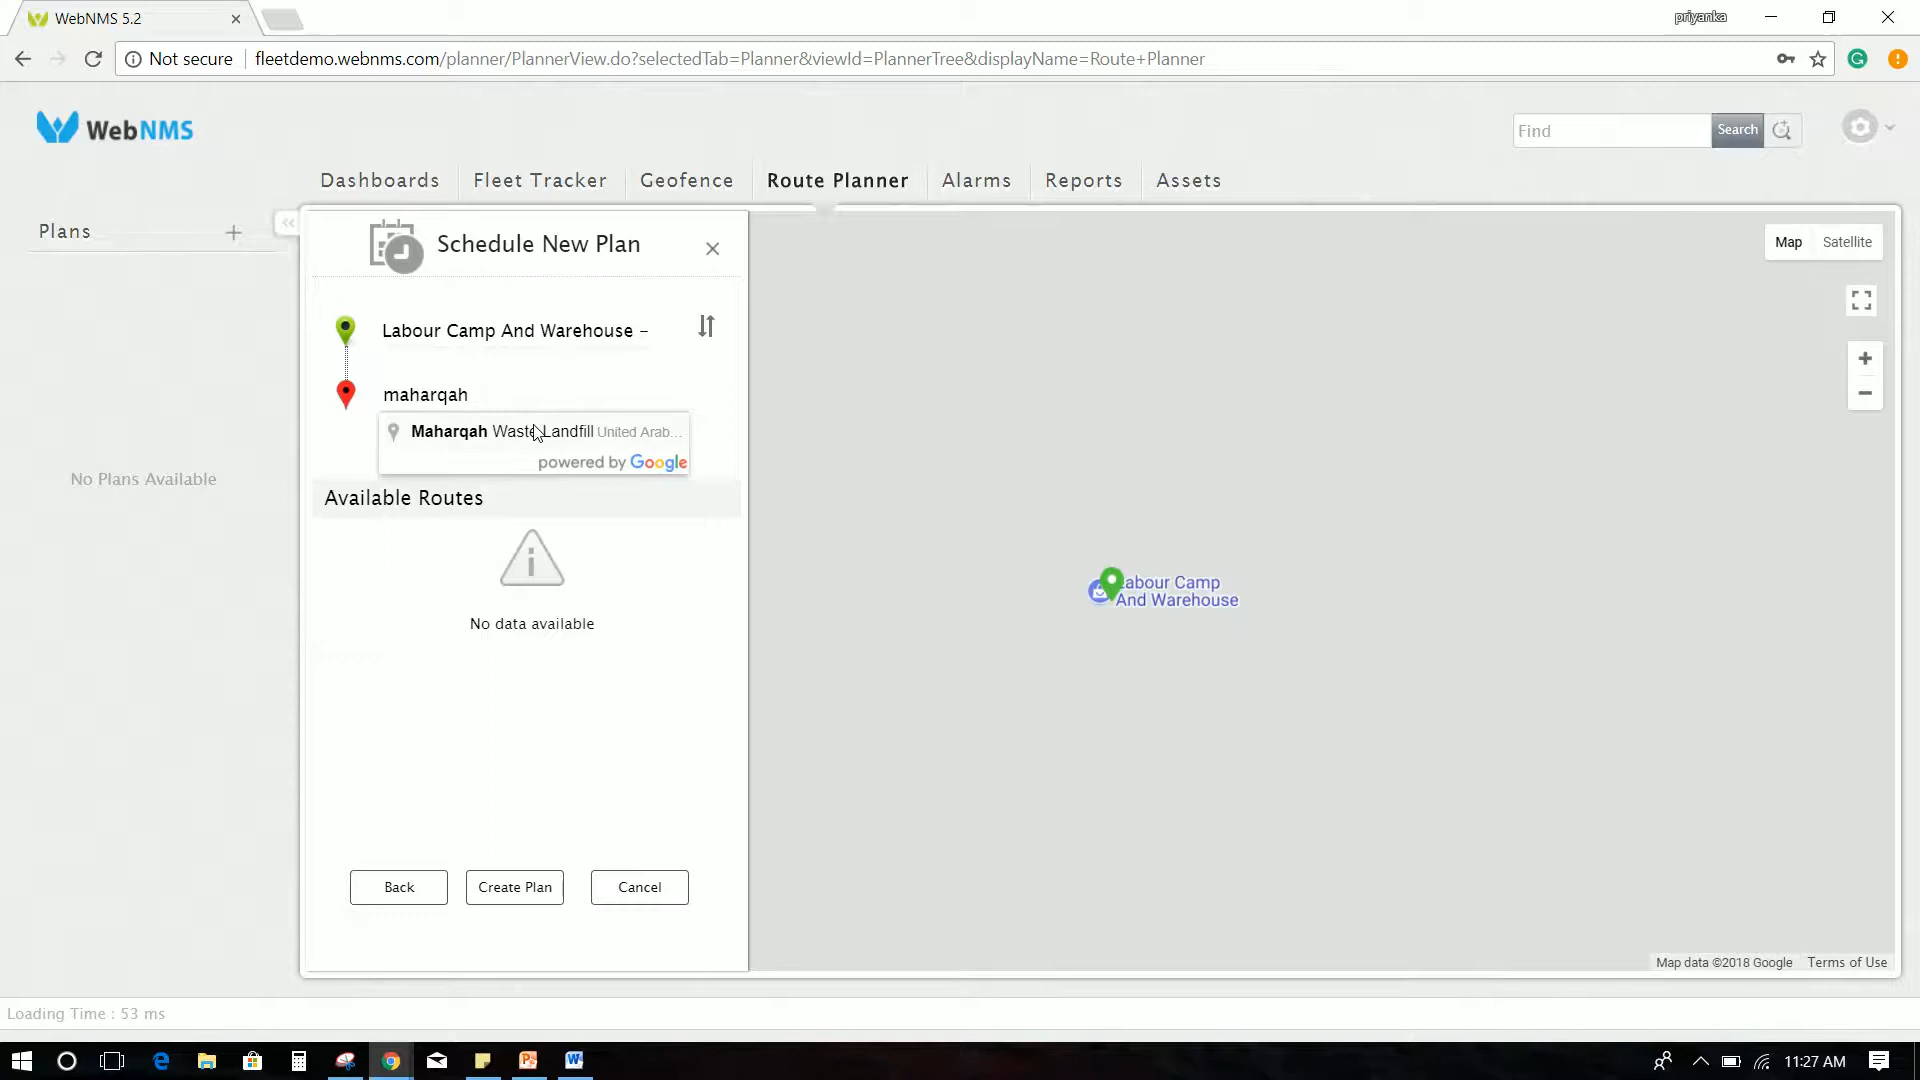 WebNMS 5.2
priyanka
Not secure
fleetdemo.webnms.com/planner/PlannerView.do?selectedTab=Planner&viewId=PlannerTree&displayName=Route+Planner
WebNMS
Find
Search
Dashboards
Fleet Tracker
Geofence
Route Planner
Alarms
Reports
Assets
Plans
No Plans Available
Schedule New Plan
Labour Camp And Warehouse –
maharqah
Maharqah Waste Landfill United Arab...
powered by Google
Available Routes
No data available
Back
Create Plan
Cancel
Map
Satellite
Labour Camp
And Warehouse
Map data ©2018 Google
Terms of Use
Loading Time : 53 ms
11:27 AM